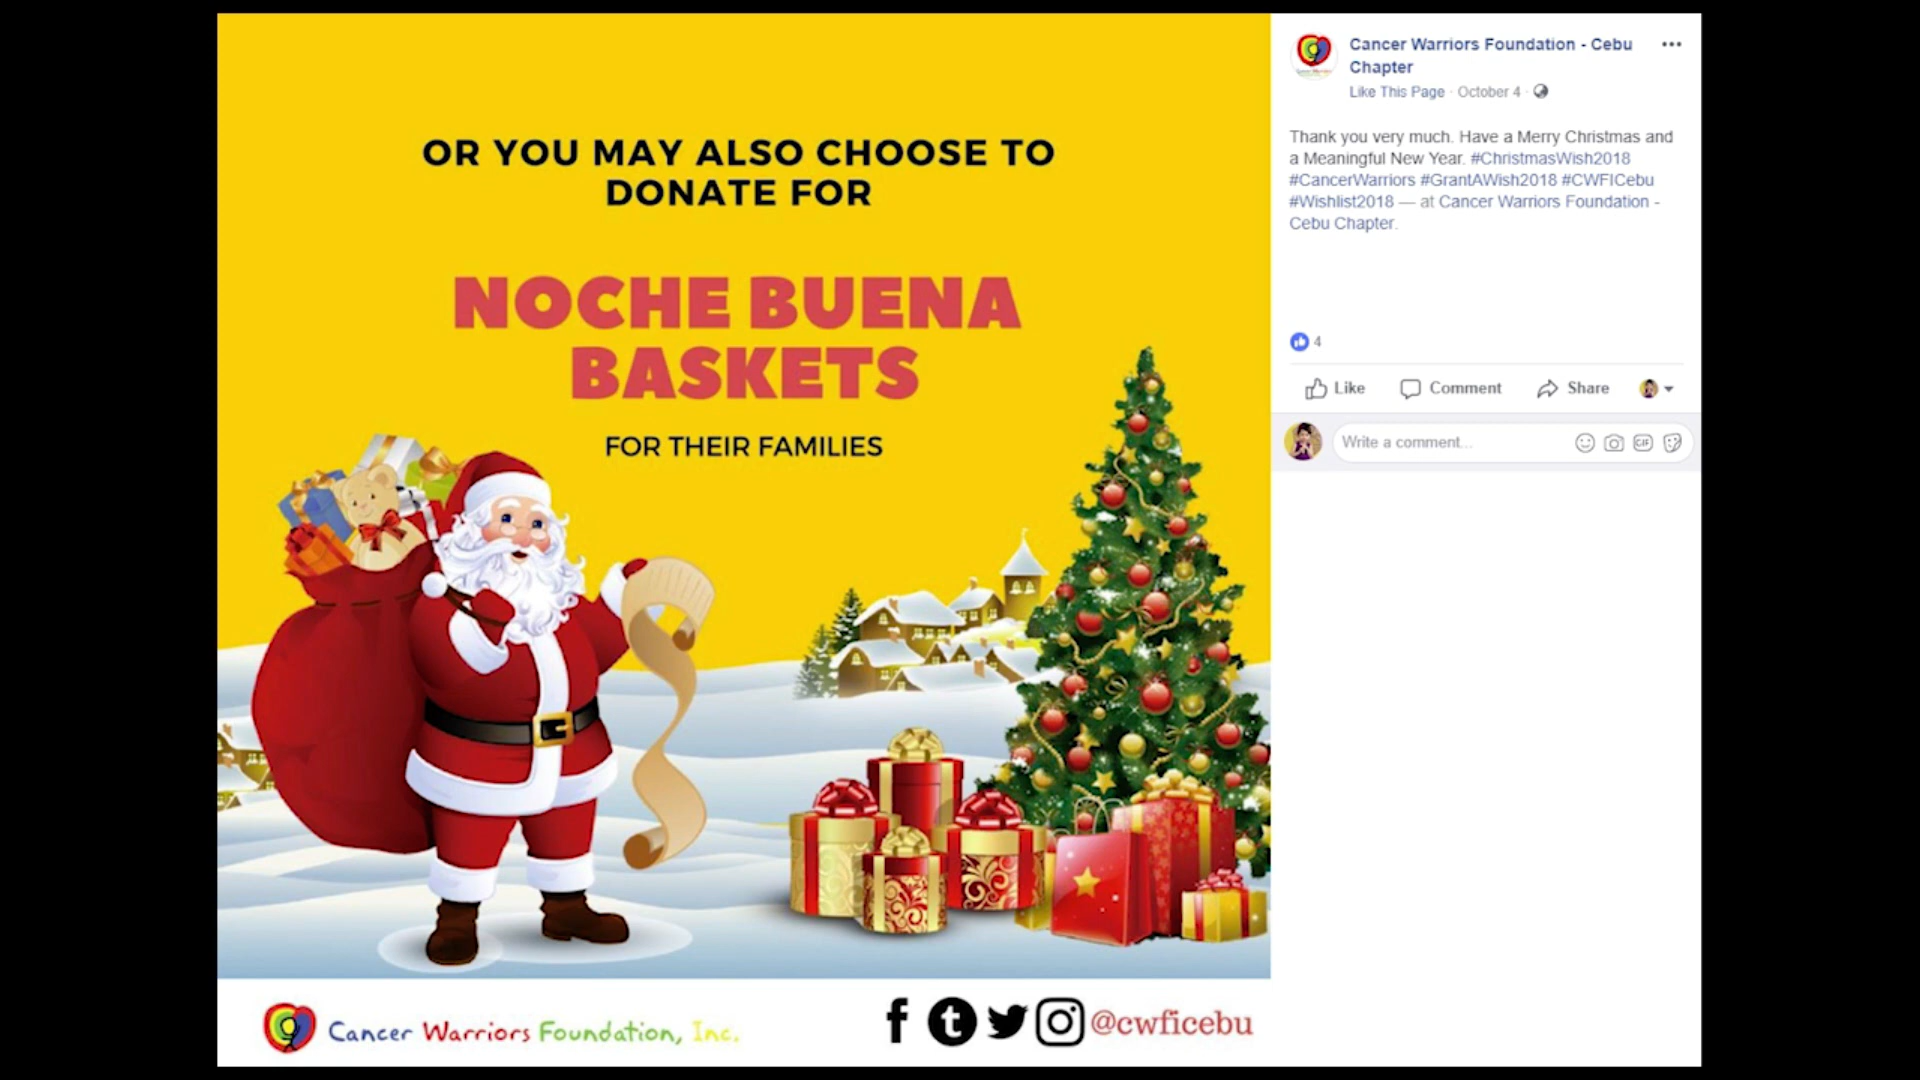 OR YOU MAY ALSO CHOOSE TO
DONATE FOR
NOCHE BUENA
BASKETS
FOR THEIR FAMILIES
Cancer Warriors Foundation, Inc.
@cwficebu
Cancer Warriors Foundation - Cebu
Chapter
Like This Page · October 4 ·
Thank you very much. Have a Merry Christmas and
a Meaningful New Year. #ChristmasWish2018
#CancerWarriors #GrantAWish2018 #CWFICebu
#Wishlist2018 — at Cancer Warriors Foundation -
Cebu Chapter.
4
Like Comment Share
Write a comment...
GIF